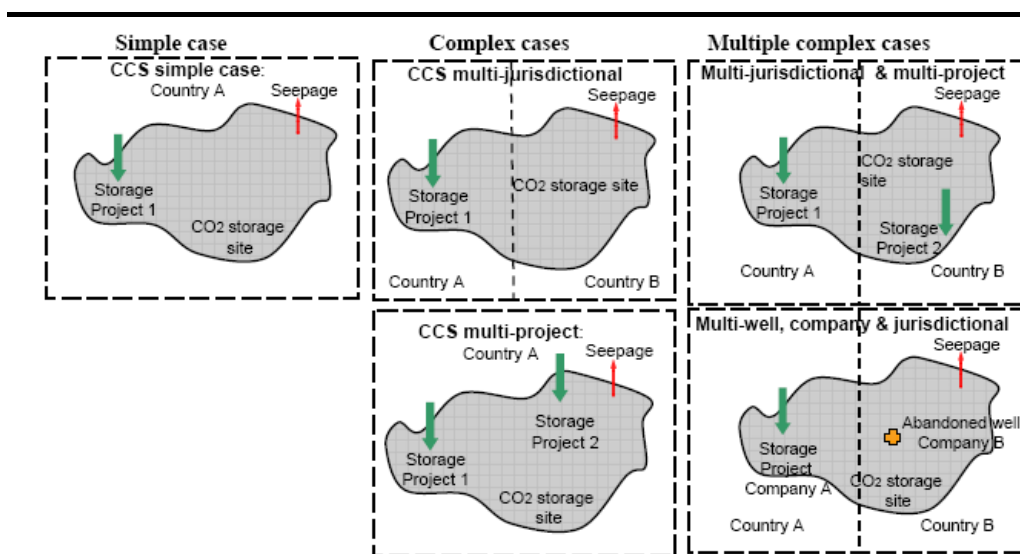 Simple case
CCS simple case:
Country A
Seepage
Storage
Project 1
CO2 storage
site
Complex cases
CCS multi-jurisdictional
Seepage
CO2 storage site
Storage
Project 1
Country A
Country B
CCS multi-project:
Country A
Seepage
Storage
Project 2
Storage
Project 1
CO2 storage
site
Multiple complex cases
Multi-jurisdictional & multi-project
Seepage
CO2 storage
site
Storage
Project 1
Storage
Project 2
Country A
Country B
Multi-well, company & jurisdictional
Seepage
Abandoned well
Company B
Storage
Project
Company A
CO2 storage
site
Country A
Country B